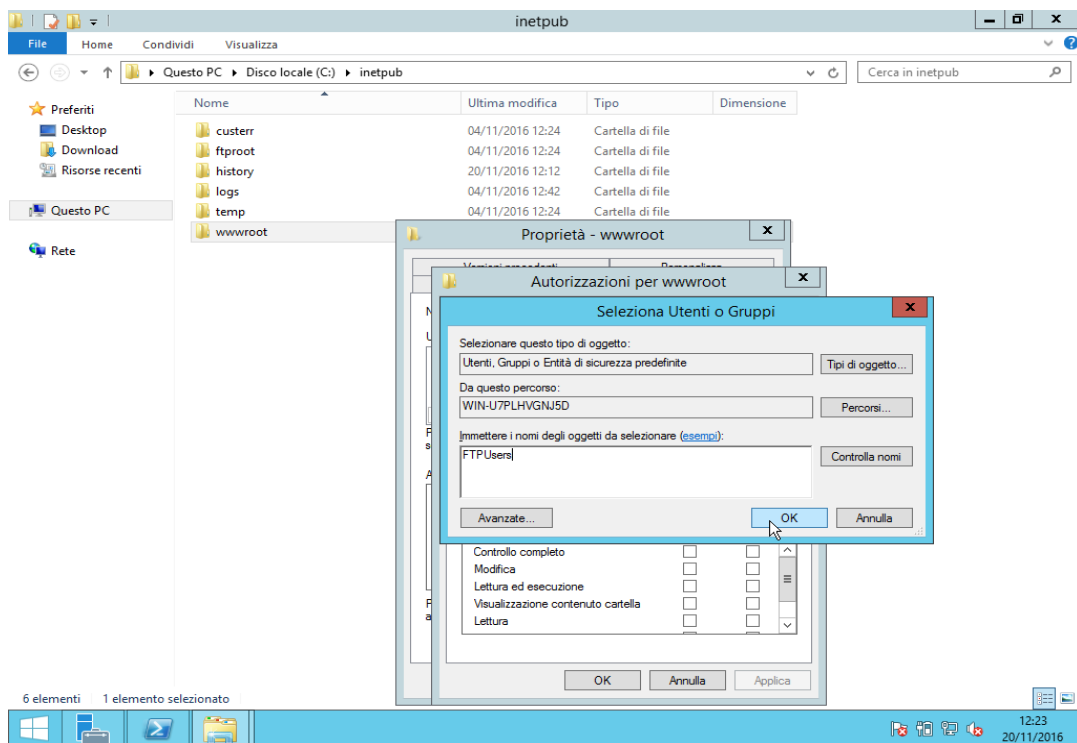 inetpub
File Home Condividi Visualizza
Questo PC Disco locale (C:) inetpub
Cerca in inetpub
Preferiti
Desktop
Download
Risorse recenti
Questo PC
Rete
Nome Ultima modifica Tipo Dimensione
custerr 04/11/2016 12:24 Cartella di file
ftproot 04/11/2016 12:24 Cartella di file
history 20/11/2016 12:12 Cartella di file
logs 04/11/2016 12:42 Cartella di file
temp 04/11/2016 12:24 Cartella di file
wwwroot
Proprietà - wwwroot
Autorizzazioni per wwwroot
Seleziona Utenti o Gruppi
Selezionare questo tipo di oggetto:
Utenti, Gruppi o Entità di sicurezza predefinite
Tipi di oggetto...
Da questo percorso:
WIN-U7PLHVGNJ5D
Percorsi...
Immettere i nomi degli oggetti da selezionare (esempi):
FTPUsers
Controlla nomi
Avanzate...
OK Annulla
Controllo completo
Modifica
Lettura ed esecuzione
Visualizzazione contenuto cartella
Lettura
OK Annulla Applica
6 elementi 1 elemento selezionato
12:23
20/11/2016